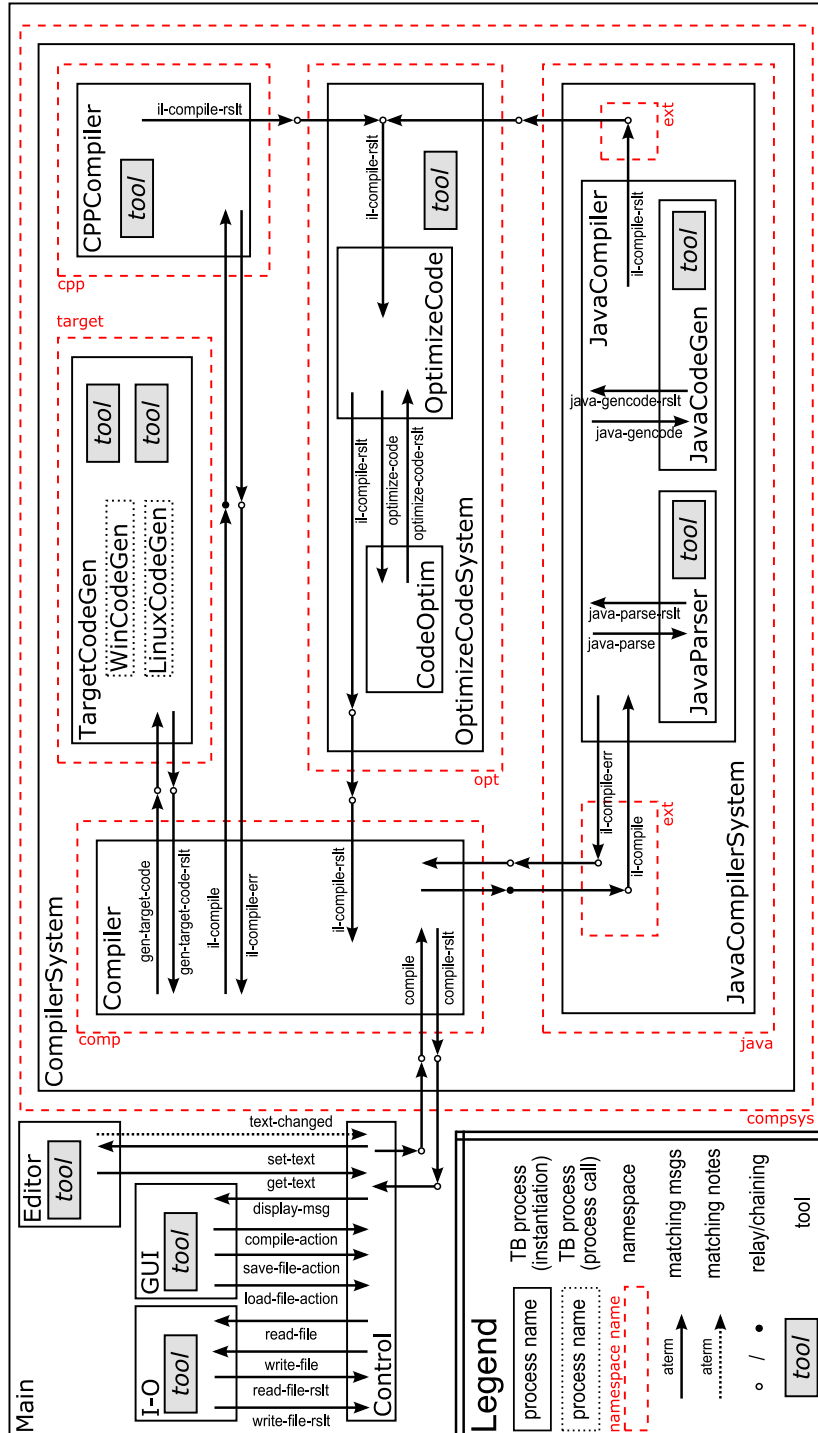 Main
I-O
tool
GUI
tool
Editor
tool
write-file-rslt
read-file-rslt
write-file
read-file
load-file-action
save-file-action
compile-action
display-msg
get-text
set-text
text-changed
Control
CompilerSystem
compsys
comp
Compiler
gen-target-code
gen-target-code-rslt
il-compile
il-compile-err
il-compile-rslt
compile
compile-rslt
target
TargetCodeGen
WinCodeGen
LinuxCodeGen
tool
tool
cpp
CPPCompiler
tool
il-compile-rslt
opt
OptimizeCodeSystem
CodeOptim
il-compile-rslt
optimize-code
optimize-code-rslt
OptimizeCode
il-compile-rslt
tool
java
JavaCompilerSystem
ext
il-compile-err
il-compile
JavaCompiler
JavaParser
tool
java-parse
java-parse-rslt
JavaCodeGen
tool
java-gencode
java-gencode-rslt
il-compile-rslt
ext
Legend
process name
TB process
(instantiation)
process name
TB process
(process call)
namespace name
namespace
aterm
matching msgs
aterm
matching notes
/
relay/chaining
tool
tool